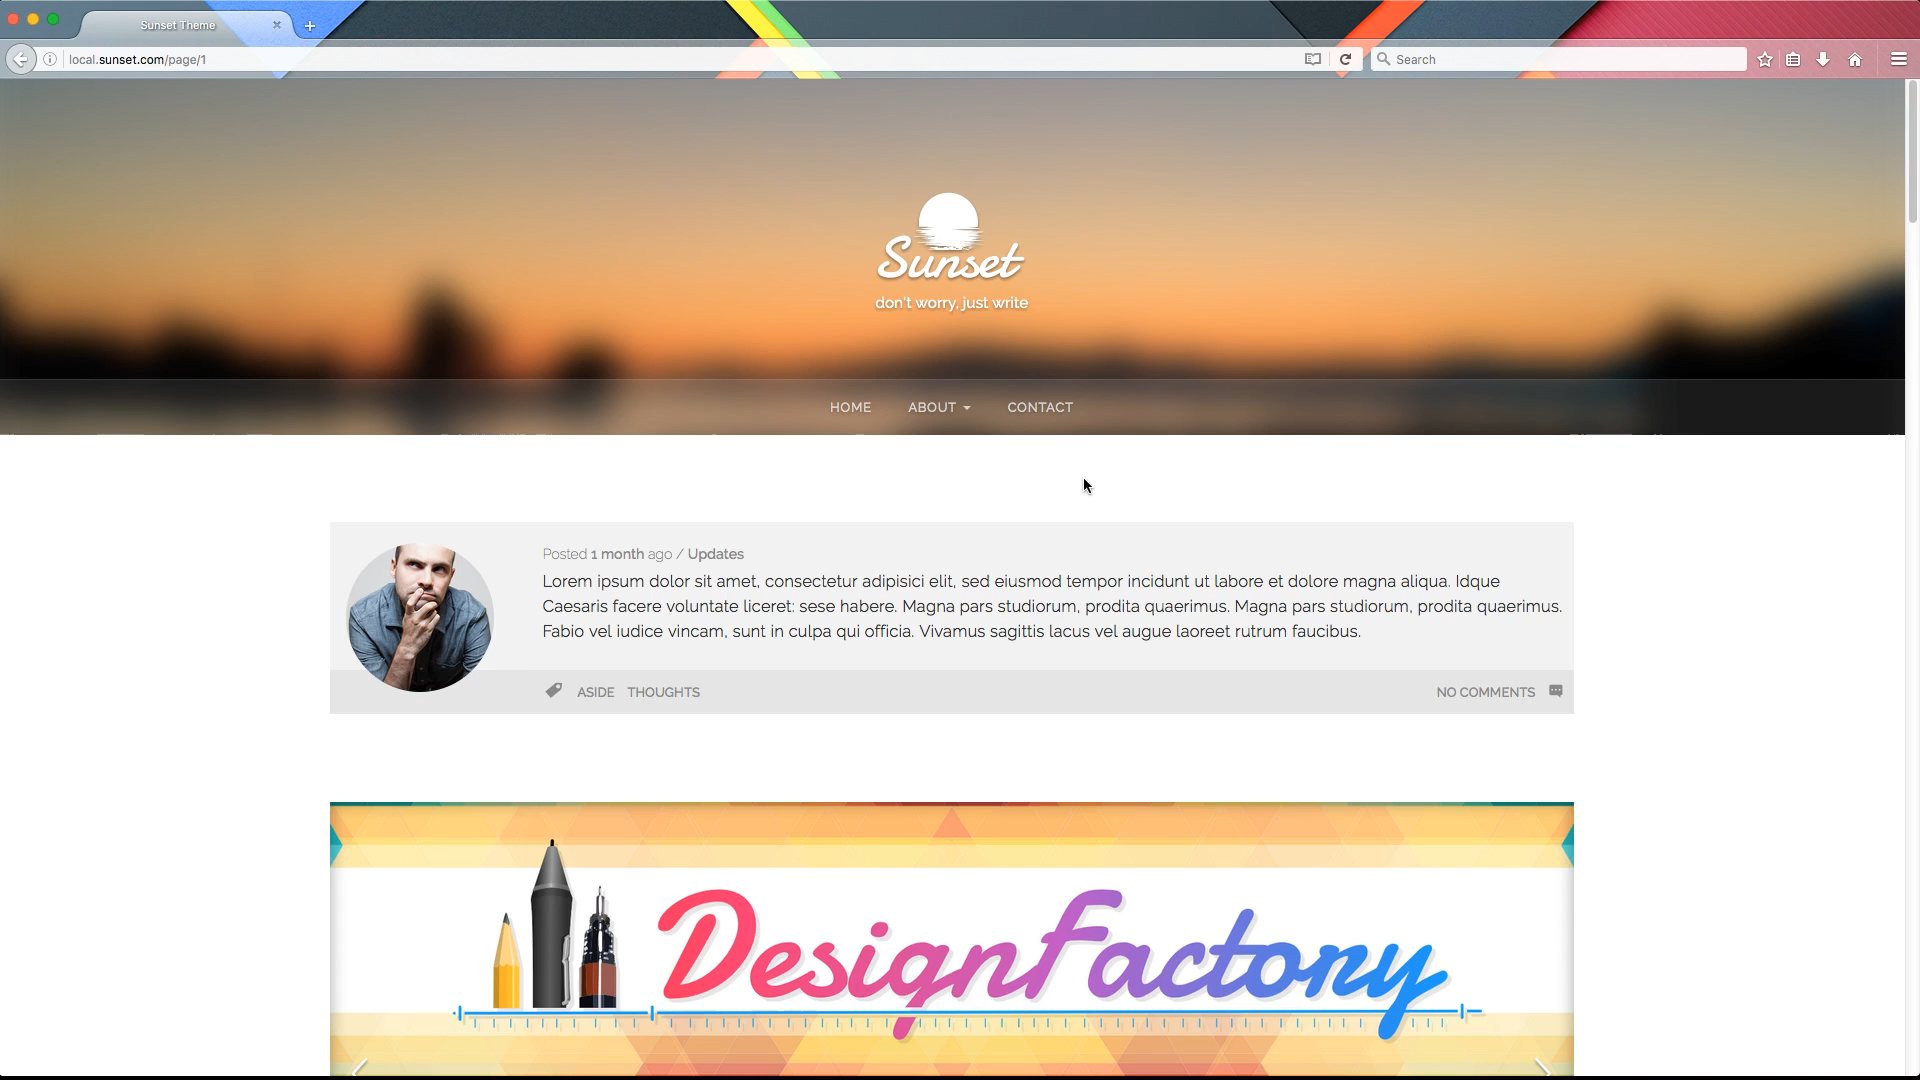 Sunset Theme
local.sunset.com/page/1
Search
Sunset
don't worry, just write
HOME ABOUT CONTACT
Posted 1 month ago / Updates
Lorem ipsum dolor sit amet, consectetur adipisici elit, sed eiusmod tempor incidunt ut labore et dolore magna aliqua. Idque
Caesaris facere voluntate liceret: sese habere. Magna pars studiorum, prodita quaerimus. Magna pars studiorum, prodita quaerimus.
Fabio vel iudice vincam, sunt in culpa qui officia. Vivamus sagittis lacus vel augue laoreet rutrum faucibus.
ASIDE THOUGHTS NO COMMENTS
DesignFactory